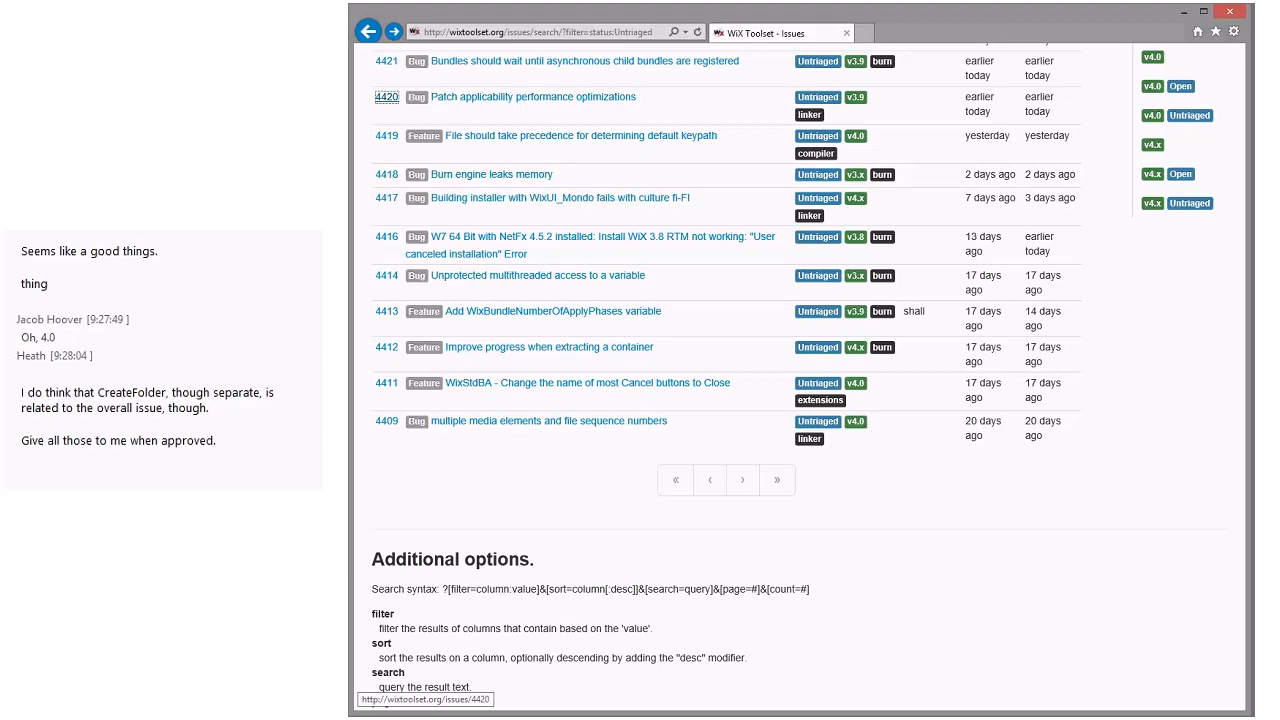 Seems like a good things.
thing
Jacob Hoover [9:27:49 ]
Oh, 4.0
Heath [9:28:04 ]
I do think that CreateFolder, though separate, is
related to the overall issue, though.
Give all those to me when approved.
http://wixtoolset.org/issues/search/?filter=status:Untriaged
WiX Toolset - Issues
4421 Bug Bundles should wait until asynchronous child bundles are registered Untriaged v3.9 burn earlier earlier
today today
4420 Bug Patch applicability performance optimizations Untriaged v3.9 earlier earlier
linker today today
4419 Feature File should take precedence for determining default keypath Untriaged v4.0 yesterday yesterday
compiler
4418 Bug Burn engine leaks memory Untriaged v3.x burn 2 days ago 2 days ago
4417 Bug Building installer with WixUI_Mondo fails with culture fi-FI Untriaged v4.x 7 days ago 3 days ago
linker
4416 Bug W7 64 Bit with NetFx 4.5.2 installed: Install WiX 3.8 RTM not working: "User Untriaged v3.8 burn 13 days earlier
canceled installation" Error ago today
4414 Bug Unprotected multithreaded access to a variable Untriaged v3.x burn 17 days 17 days
ago ago
4413 Feature Add WixBundleNumberOfApplyPhases variable Untriaged v3.9 burn shall 17 days 14 days
ago ago
4412 Feature Improve progress when extracting a container Untriaged v4.x burn 17 days 17 days
ago ago
4411 Feature WixStdBA - Change the name of most Cancel buttons to Close Untriaged v4.0 17 days 17 days
extensions ago ago
4409 Bug multiple media elements and file sequence numbers Untriaged v4.0 20 days 20 days
linker ago ago
« ‹ › »
v4.0
v4.0 Open
v4.0 Untriaged
v4.x
v4.x Open
v4.x Untriaged
Additional options.
Search syntax: ?[filter=column:value]&[sort=column[:desc]]&[search=query]&[page=#]&[count=#]
filter
filter the results of columns that contain based on the 'value'.
sort
sort the results on a column, optionally descending by adding the "desc" modifier.
search
query the result text.
http://wixtoolset.org/issues/4420